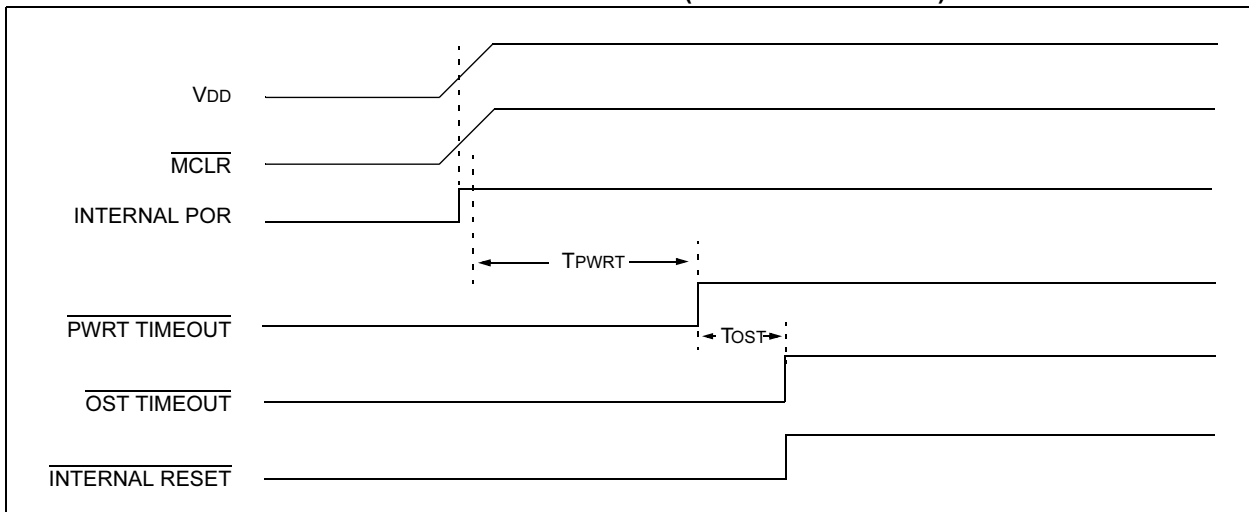 VDD
MCLR
INTERNAL POR
TPWRT
PWRT TIMEOUT
TOST
OST TIMEOUT
INTERNAL RESET